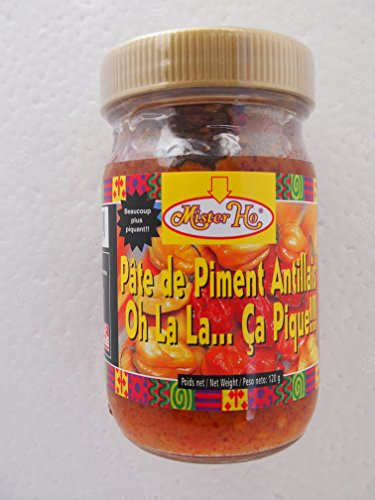 Mister Ho®
Beaucoup
plus
piquant!!!
Pâte de Piment Antillais
Oh La La... Ça Pique!!!
Poids net / Net Weight / Peso neto: 120 g